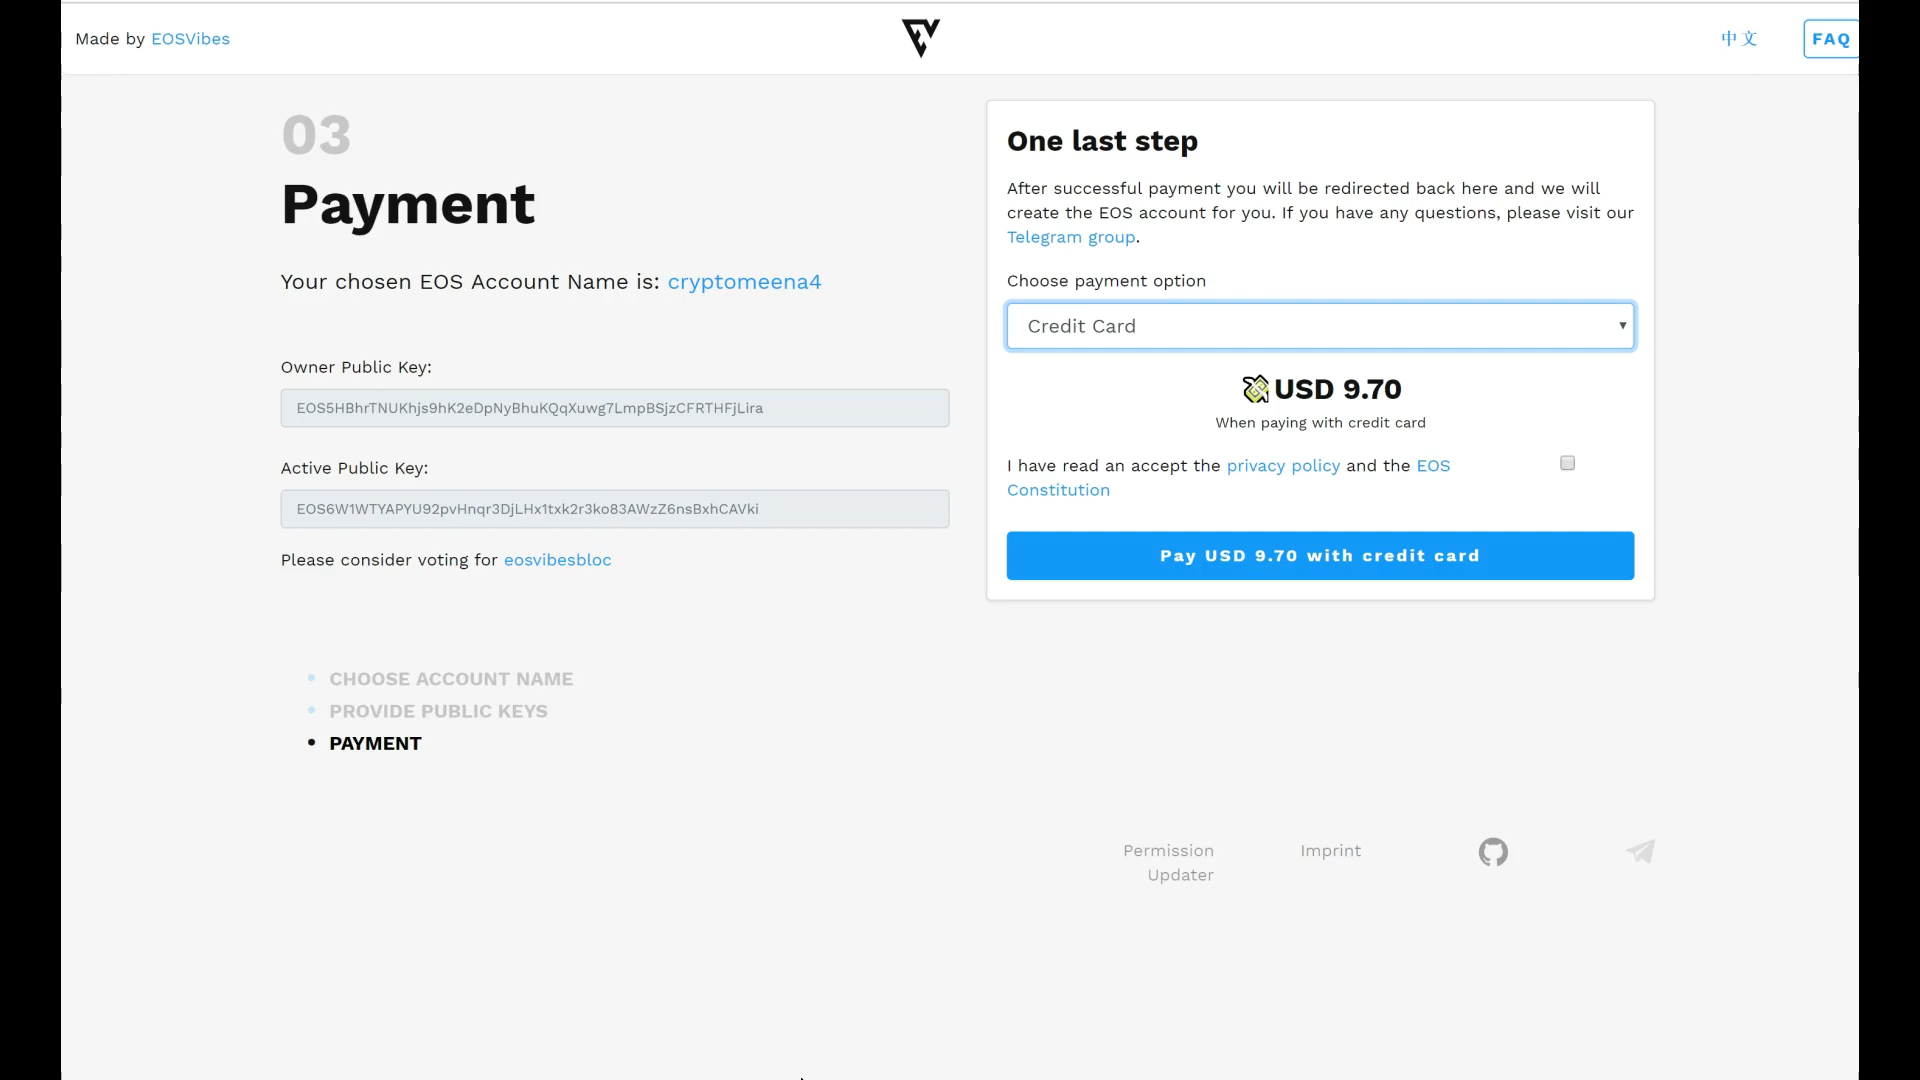 Made by EOSVibes
中文
FAQ
03
Payment
Your chosen EOS Account Name is: cryptomeena4
Owner Public Key:
EOS5HBhrTNUKhjs9hK2eDpNyBhuKQqXuwg7LmpBSjzCFRTHFjLira
Active Public Key:
EOS6W1WTYAPYU92pvHnqr3DjLHx1txk2r3ko83AWzZ6nsBxhCAVki
Please consider voting for eosvibesbloc
CHOOSE ACCOUNT NAME
PROVIDE PUBLIC KEYS
PAYMENT
One last step
After successful payment you will be redirected back here and we will
create the EOS account for you. If you have any questions, please visit our
Telegram group.
Choose payment option
Credit Card
USD 9.70
When paying with credit card
I have read an accept the privacy policy and the EOS
Constitution
Pay USD 9.70 with credit card
Permission
Updater
Imprint